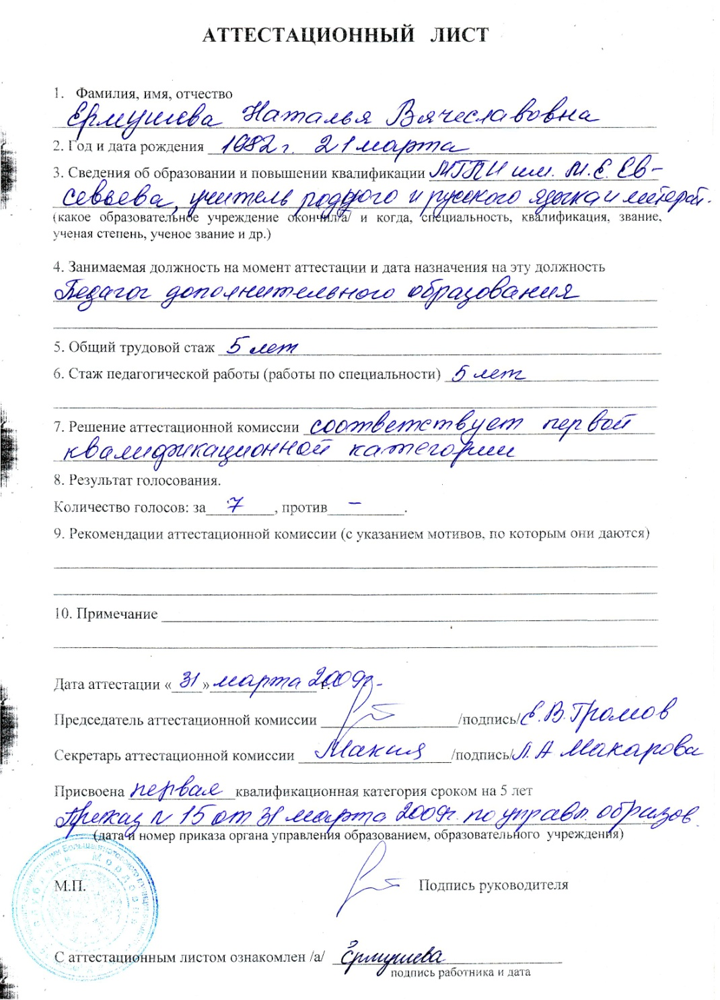 АТТЕСТАЦИОННЫЙ ЛИСТ
1. Фамилия, имя, отчество
Ермушева Наталья Вячеславовна
2. Год и дата рождения 1982 г. 21 марта
3. Сведения об образовании и повышении квалификации МГПИ им. М.Е. Ев-
севьева, учитель родного и русского языка и литерат.
(какое образовательное учреждение окончил/а/ и когда, специальность, квалификация, звание,
ученая степень, ученое звание и др.)
4. Занимаемая должность на момент аттестации и дата назначения на эту должность
Педагог дополнительного образования
5. Общий трудовой стаж 5 лет
6. Стаж педагогической работы (работы по специальности) 5 лет
7. Решение аттестационной комиссии соответствует первой
квалификационной категории
8. Результат голосования.
Количество голосов: за 7, против –.
9. Рекомендации аттестационной комиссии (с указанием мотивов, по которым они даются)
10. Примечание
Дата аттестации «31» марта 2009г.
Председатель аттестационной комиссии /подпись/ Е.В. Громов
Секретарь аттестационной комиссии /подпись/ Л.А Макарова
Присвоена первая квалификационная категория сроком на 5 лет
Приказ N 15 от 31 марта 2009г. по управл. образов.
(дата и номер приказа органа управления образованием, образовательного учреждения)
М.П. Подпись руководителя
С аттестационным листом ознакомлен /а/ Ермушева
подпись работника и дата